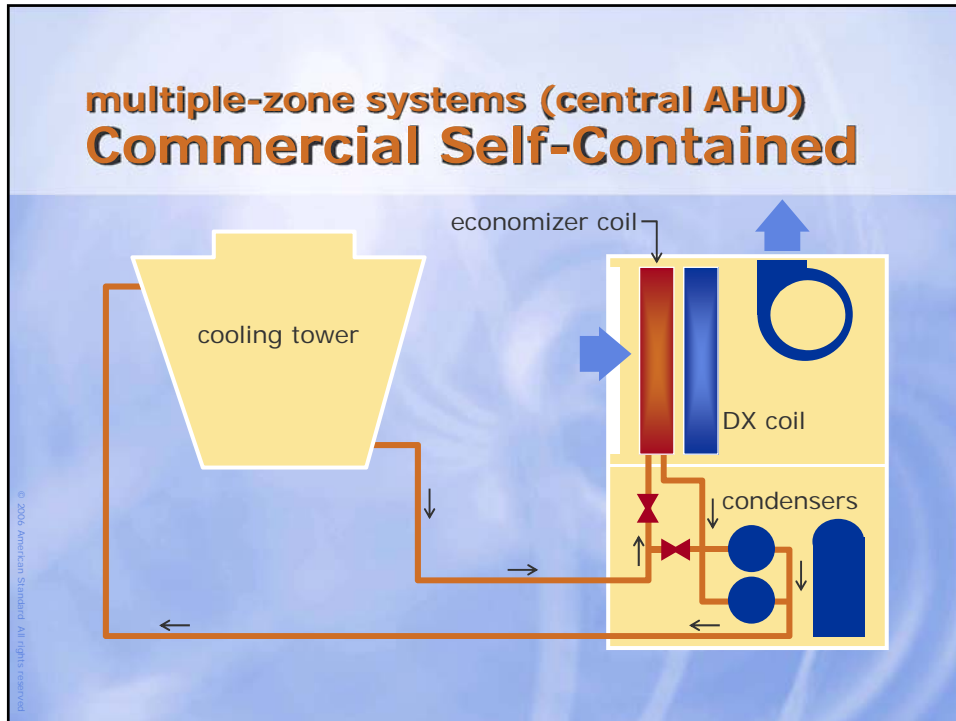 multiple-zone systems (central AHU)
Commercial Self-Contained
economizer coil
cooling tower
DX coil
condensers
© 2006 American Standard All rights reserved